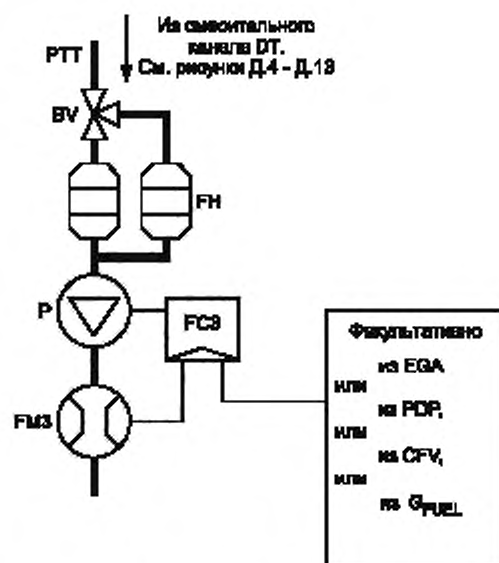 Из смесительного
канала DT.
См. рисунки Д.4 - Д.13
PTT
BV
FH
P
FC3
FM3
Факультативно
из EGA
или
из PDP,
или
из CFV,
или
из G FUEL